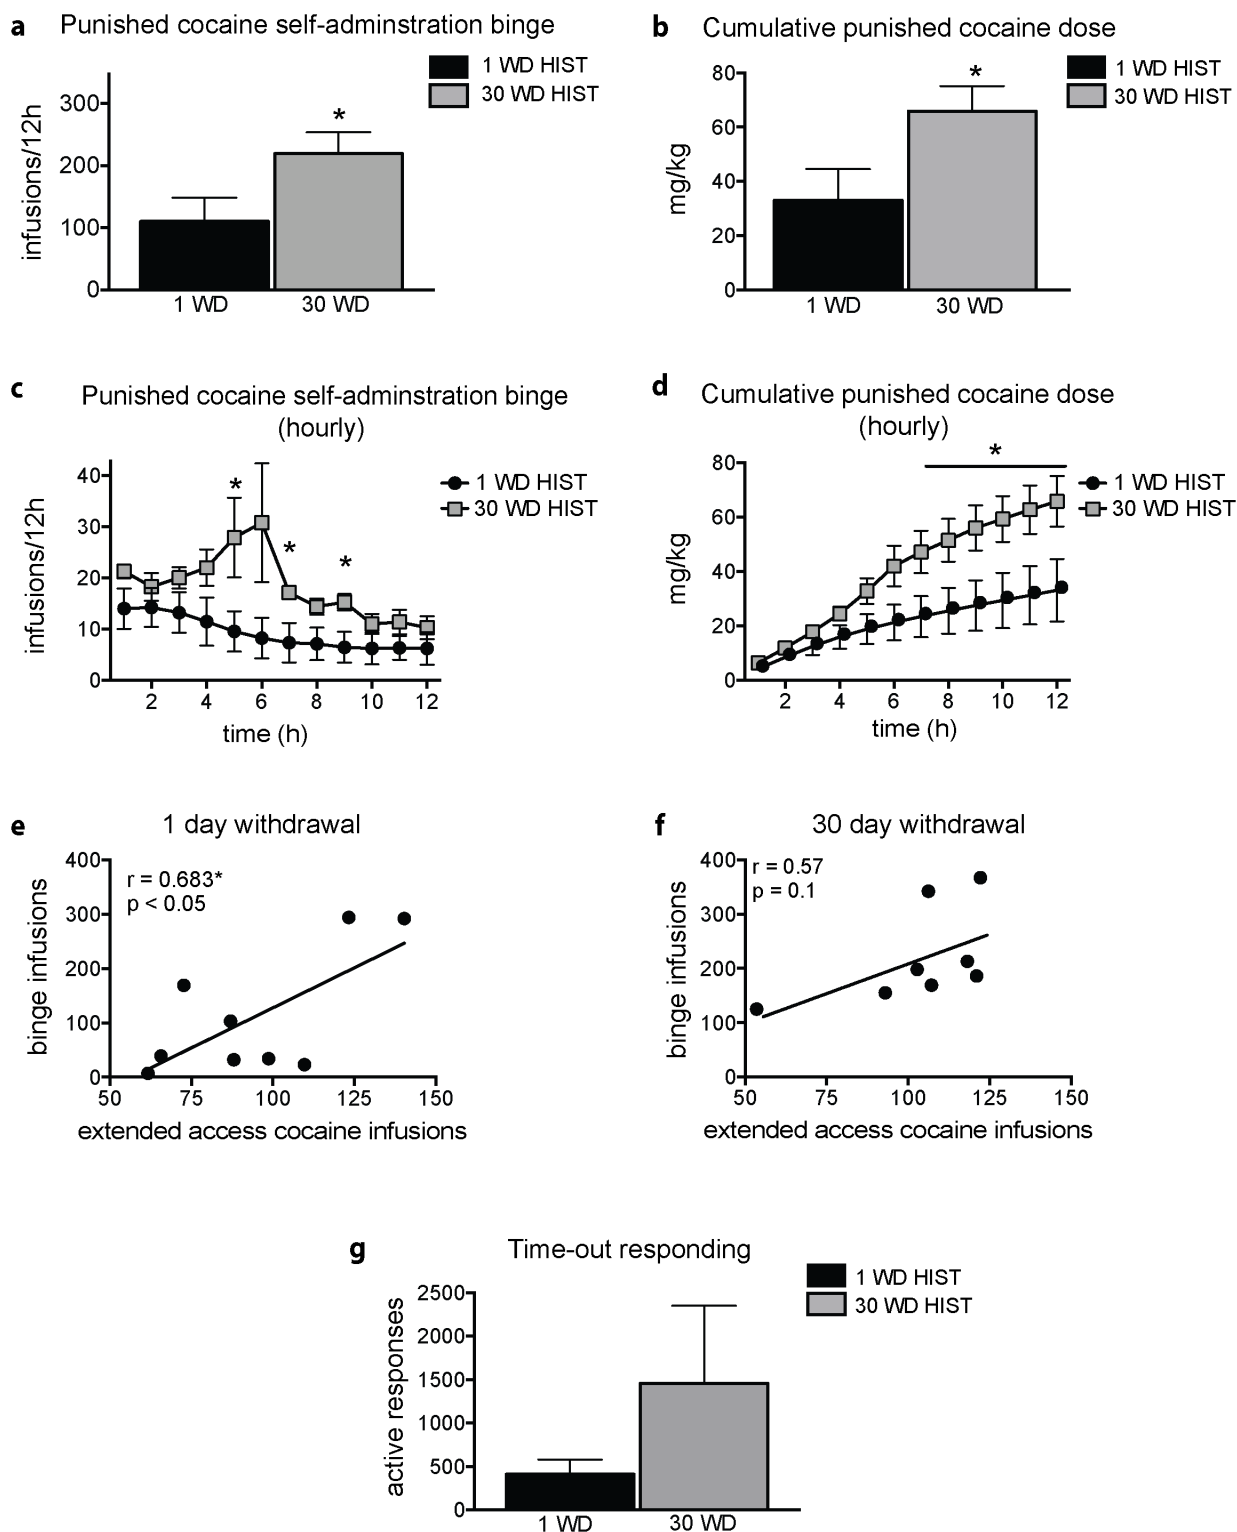 a Punished cocaine self-adminstration binge
1 WD HIST
30 WD HIST
infusions/12h
300
200
100
0
*
1 WD 30 WD
b Cumulative punished cocaine dose
1 WD HIST
30 WD HIST
mg/kg
80
60
40
20
0
*
1 WD 30 WD
c Punished cocaine self-adminstration binge
(hourly)
1 WD HIST
30 WD HIST
infusions/12h
40
30
20
10
0
* * *
2 4 6 8 10 12
time (h)
d Cumulative punished cocaine dose
(hourly)
*
1 WD HIST
30 WD HIST
mg/kg
80
60
40
20
0
2 4 6 8 10 12
time (h)
e 1 day withdrawal
r = 0.683*
p < 0.05
binge infusions
400
300
200
100
0
50 75 100 125 150
extended access cocaine infusions
f 30 day withdrawal
r = 0.57
p = 0.1
binge infusions
400
300
200
100
0
50 75 100 125 150
extended access cocaine infusions
g Time-out responding
1 WD HIST
30 WD HIST
active responses
2500
2000
1500
1000
500
0
1 WD 30 WD